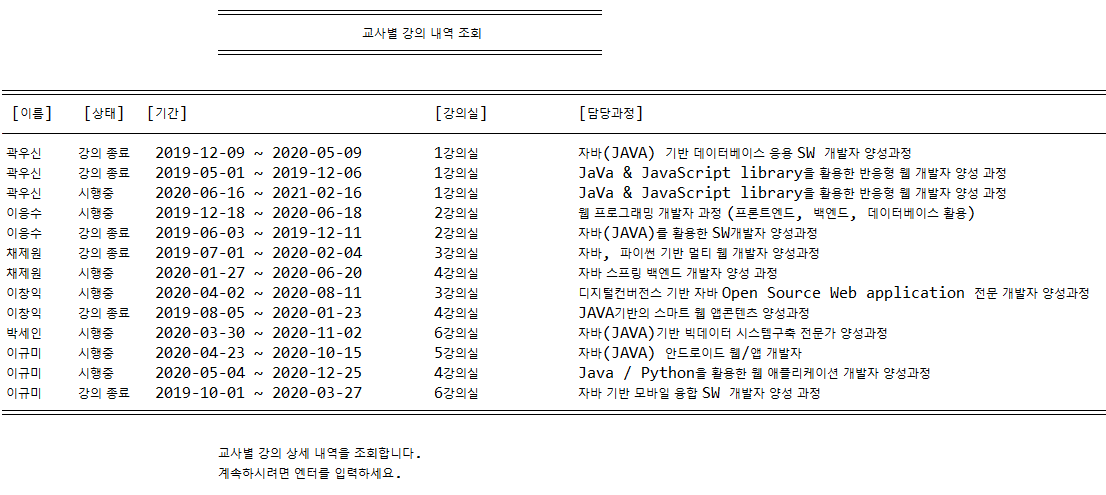 교사별 강의 내역 조회
[이름] [상태] [기간] [강의실] [담당과정]
곽우신 강의 종료 2019-12-09 ~ 2020-05-09 1강의실 자바(JAVA) 기반 데이터베이스 응용 SW 개발자 양성과정
곽우신 강의 종료 2019-05-01 ~ 2019-12-06 1강의실 JaVa & JavaScript library을 활용한 반응형 웹 개발자 양성 과정
곽우신 시행중 2020-06-16 ~ 2021-02-16 1강의실 JaVa & JavaScript library을 활용한 반응형 웹 개발자 양성 과정
이응수 시행중 2019-12-18 ~ 2020-06-18 2강의실 웹 프로그래밍 개발자 과정 (프론트엔드, 백엔드, 데이터베이스 활용)
이응수 강의 종료 2019-06-03 ~ 2019-12-11 2강의실 자바(JAVA)를 활용한 SW개발자 양성과정
채제원 강의 종료 2019-07-01 ~ 2020-02-04 3강의실 자바, 파이썬 기반 멀티 웹 개발자 양성과정
채제원 시행중 2020-01-27 ~ 2020-06-20 4강의실 자바 스프링 백엔드 개발자 양성 과정
이창익 시행중 2020-04-02 ~ 2020-08-11 3강의실 디지털컨버전스 기반 자바 Open Source Web application 전문 개발자 양성과정
이창익 강의 종료 2019-08-05 ~ 2020-01-23 4강의실 JAVA기반의 스마트 웹 앱콘텐츠 양성과정
박세인 시행중 2020-03-30 ~ 2020-11-02 6강의실 자바(JAVA)기반 빅데이터 시스템구축 전문가 양성과정
이규미 시행중 2020-04-23 ~ 2020-10-15 5강의실 자바(JAVA) 안드로이드 웹/앱 개발자
이규미 시행중 2020-05-04 ~ 2020-12-25 4강의실 Java / Python을 활용한 웹 애플리케이션 개발자 양성과정
이규미 강의 종료 2019-10-01 ~ 2020-03-27 6강의실 자바 기반 모바일 융합 SW 개발자 양성 과정
교사별 강의 상세 내역을 조회합니다.
계속하시려면 엔터를 입력하세요.